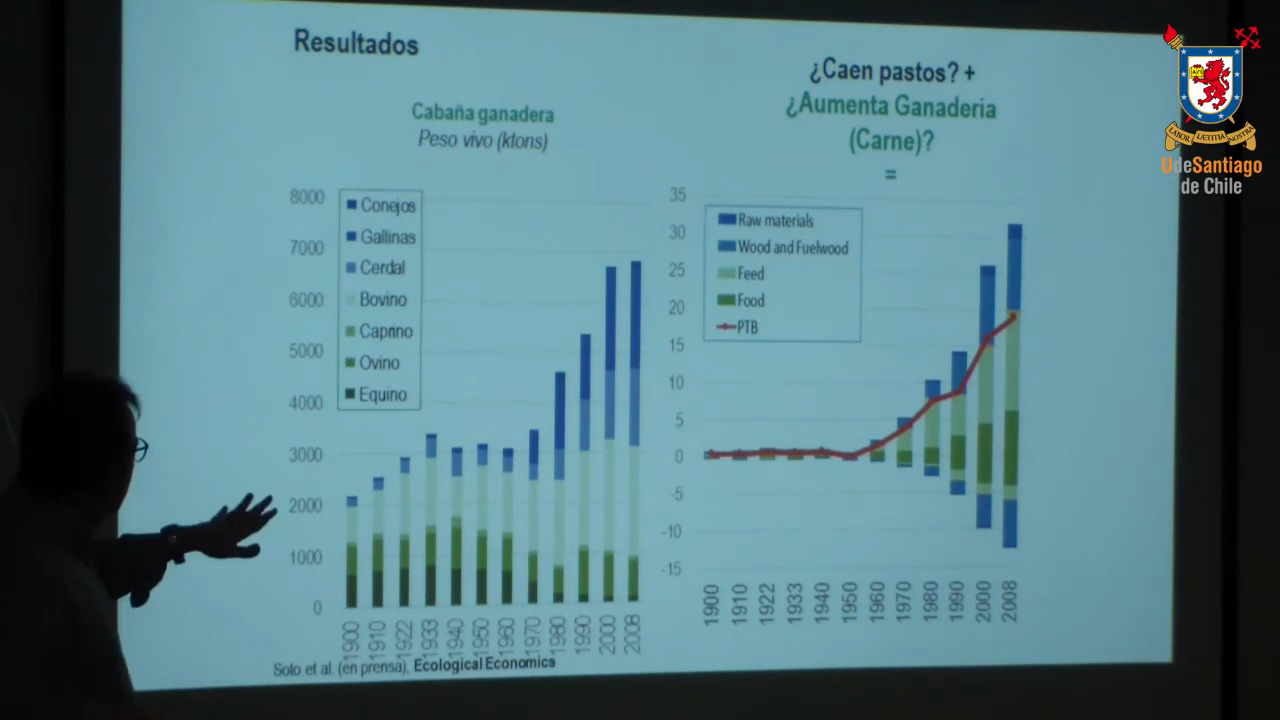 Resultados
Cabaña ganadera
Peso vivo (ktons)
8000
7000
6000
5000
4000
3000
2000
1000
0
Conejos
Gallinas
Cerdal
Bovino
Caprino
Ovino
Equino
1900
1910
1922
1933
1940
1950
1960
1970
1980
1990
2000
2008
Soto et al. (en prensa), Ecological Economics
¿Caen pastos? +
¿Aumenta Ganaderia
(Carne)?
=
35
30
25
20
15
10
5
0
-5
-10
-15
Raw materials
Wood and Fuelwood
Feed
Food
PTB
1900
1910
1922
1933
1940
1950
1960
1970
1980
1990
2000
2008
LABOR LÆTITIA NOSTRA
UdeSantiago
de Chile